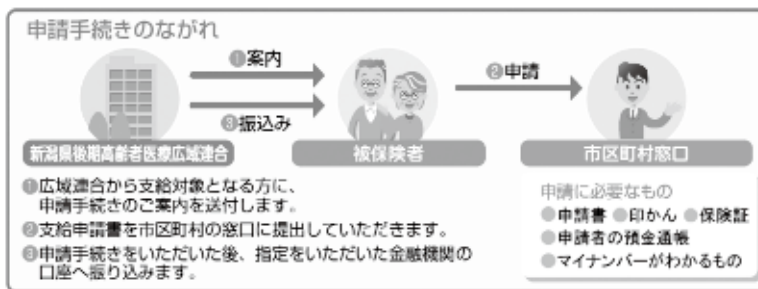 申請手続きのながれ
❶案内
❷申請
❸振込み
新潟県後期高齢者医療広域連合
被保険者
市区町村窓口
❶広域連合から支給対象となる方に、
申請手続きのご案内を送付します。
❷支給申請書を市区町村の窓口に提出していただきます。
❸申請手続きをいただいた後、指定をいただいた金融機関の
口座へ振り込みます。
申請に必要なもの
●申請書 ●印かん ●保険証
●申請者の預金通帳
●マイナンバーがわかるもの